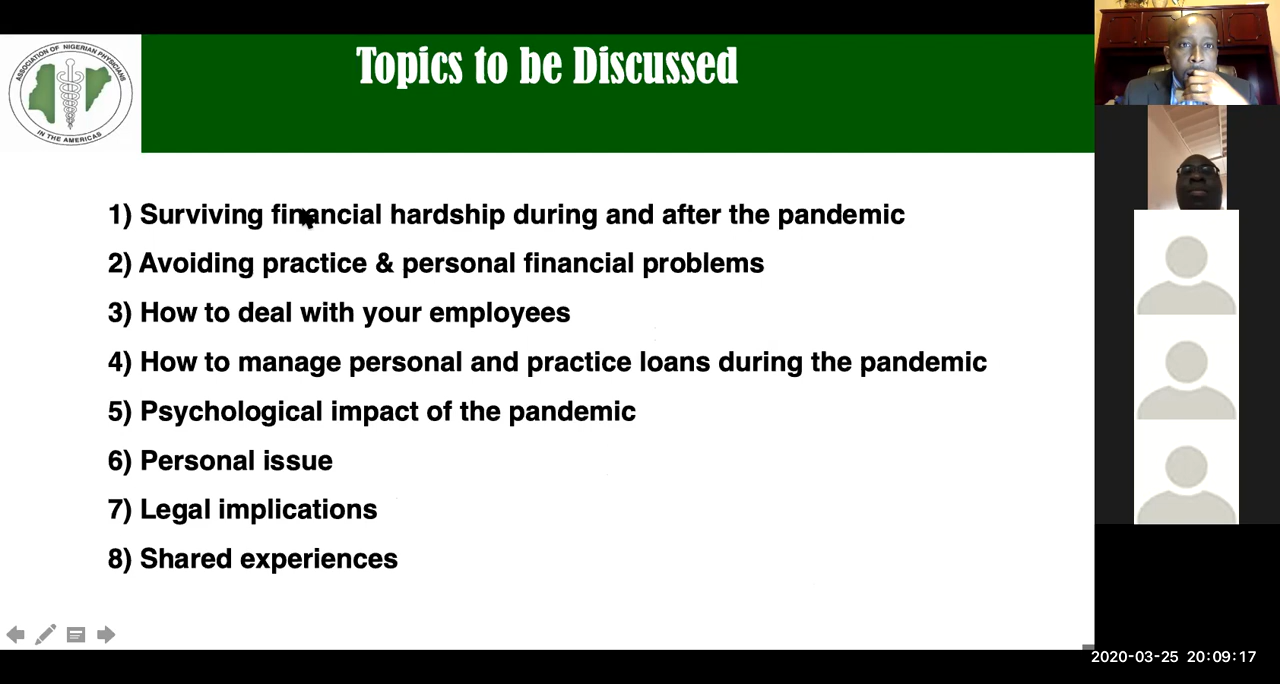 ASSOCIATION OF NIGERIAN PHYSICIANS
IN THE AMERICAS
Topics to be Discussed
1) Surviving financial hardship during and after the pandemic
2) Avoiding practice & personal financial problems
3) How to deal with your employees
4) How to manage personal and practice loans during the pandemic
5) Psychological impact of the pandemic
6) Personal issue
7) Legal implications
8) Shared experiences
2020-03-25 20:09:17